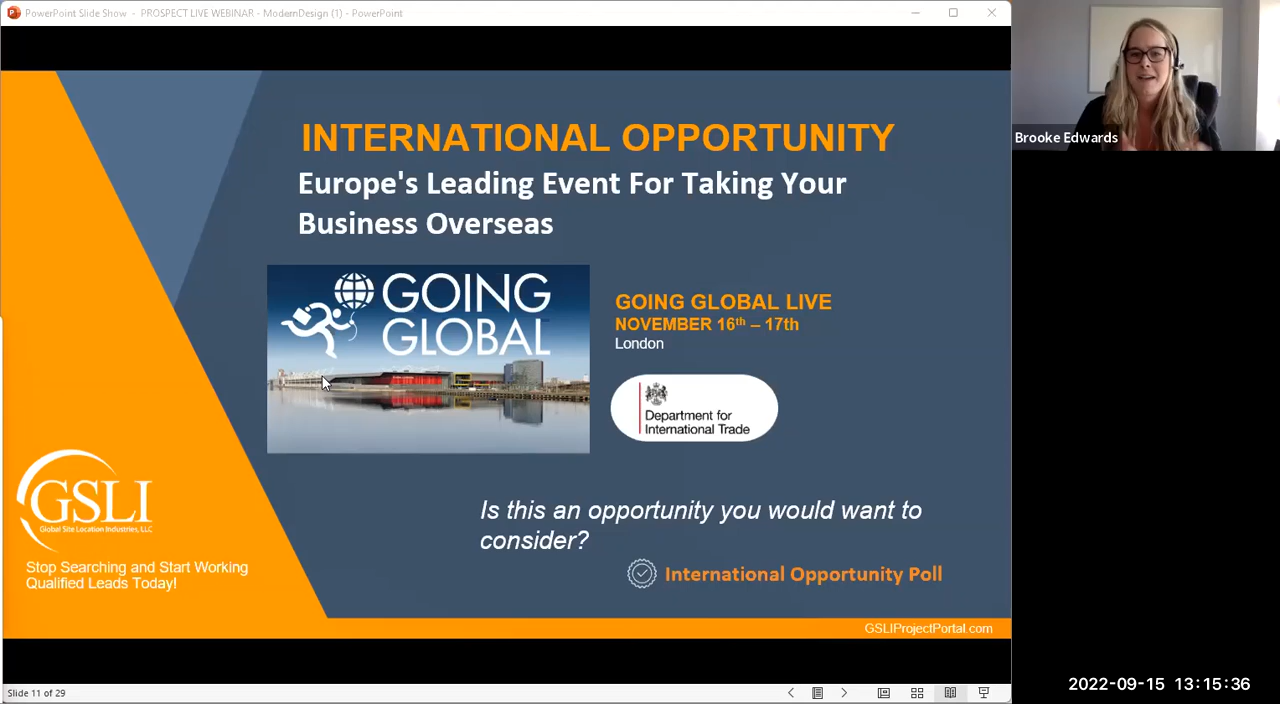 PowerPoint Slide Show - PROSPECT LIVE WEBINAR - ModernDesign (1) - PowerPoint
Brooke Edwards
INTERNATIONAL OPPORTUNITY
Europe's Leading Event For Taking Your
Business Overseas
GOING
GLOBAL
GOING GLOBAL LIVE
NOVEMBER 16th – 17th
London
Department for
International Trade
GSLI
Global Site Location Industries, LLC
Stop Searching and Start Working
Qualified Leads Today!
Is this an opportunity you would want to
consider?
International Opportunity Poll
GSLIProjectPortal.com
Slide 11 of 29
2022-09-15 13:15:36